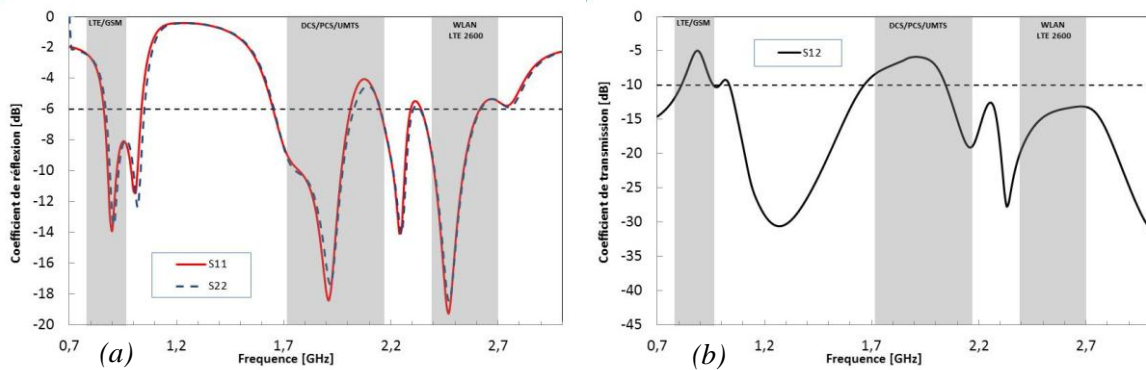 LTE/GSM
DCS/PCS/UMTS
WLAN
LTE 2600
Coefficient de réflexion [dB]
0
-2
-4
-6
-8
-10
-12
-14
-16
-18
-20
S11
S22
0,7
1,2
1,7
2,2
2,7
(a)
Frequence [GHz]
LTE/GSM
DCS/PCS/UMTS
WLAN
LTE 2600
Coefficient de transmission [dB]
0
-5
-10
-15
-20
-25
-30
-35
-40
-45
S12
0,7
1,2
1,7
2,2
2,7
(b)
Frequence [GHz]